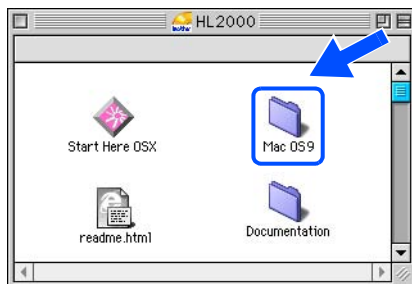 HL2000
Start Here OSX
Mac OS9
readme.html
Documentation